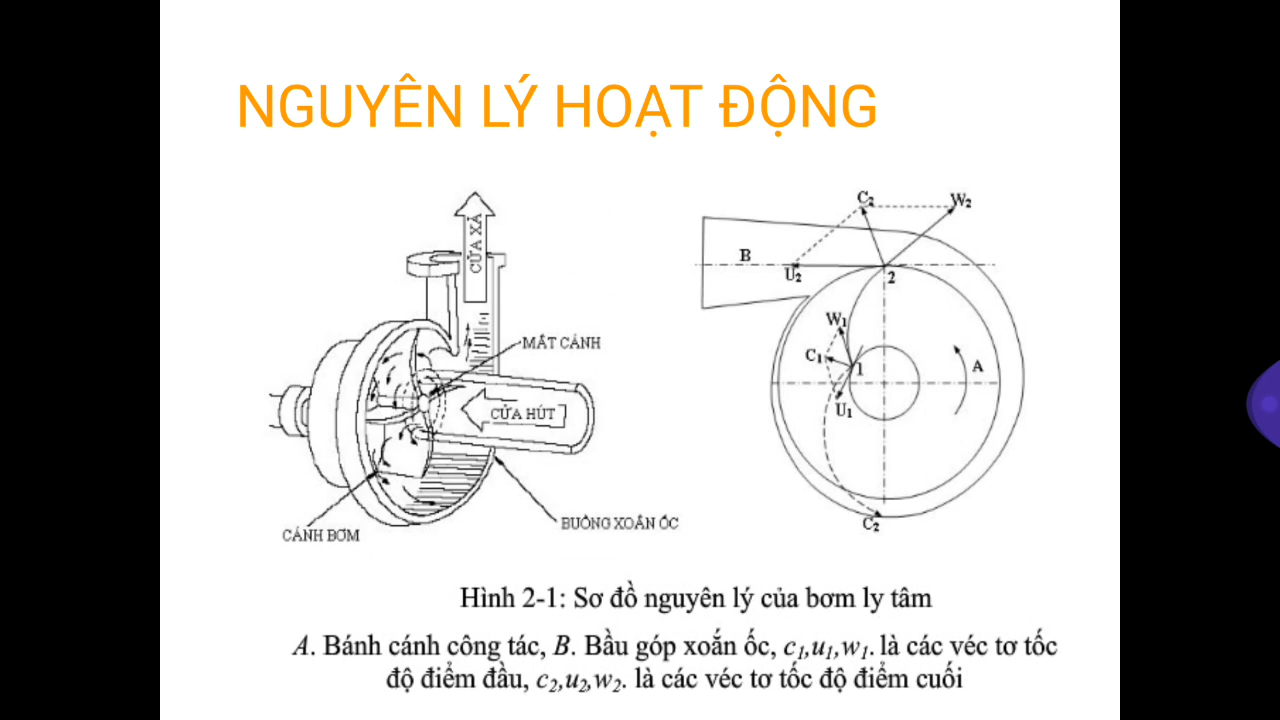 NGUYÊN LÝ HOẠT ĐỘNG
CỬA XẢ
MẮT CÁNH
CỬA HÚT
BUỒNG XOẮN ỐC
CÁNH BƠM
C2
W2
B
U2
2
W1
C1
1
A
U1
C2
Hình 2-1: Sơ đồ nguyên lý của bơm ly tâm
A. Bánh cánh công tác, B. Bầu góp xoắn ốc, c1,u1,w1. là các véc tơ tốc
độ điểm đầu, c2,u2,w2. là các véc tơ tốc độ điểm cuối